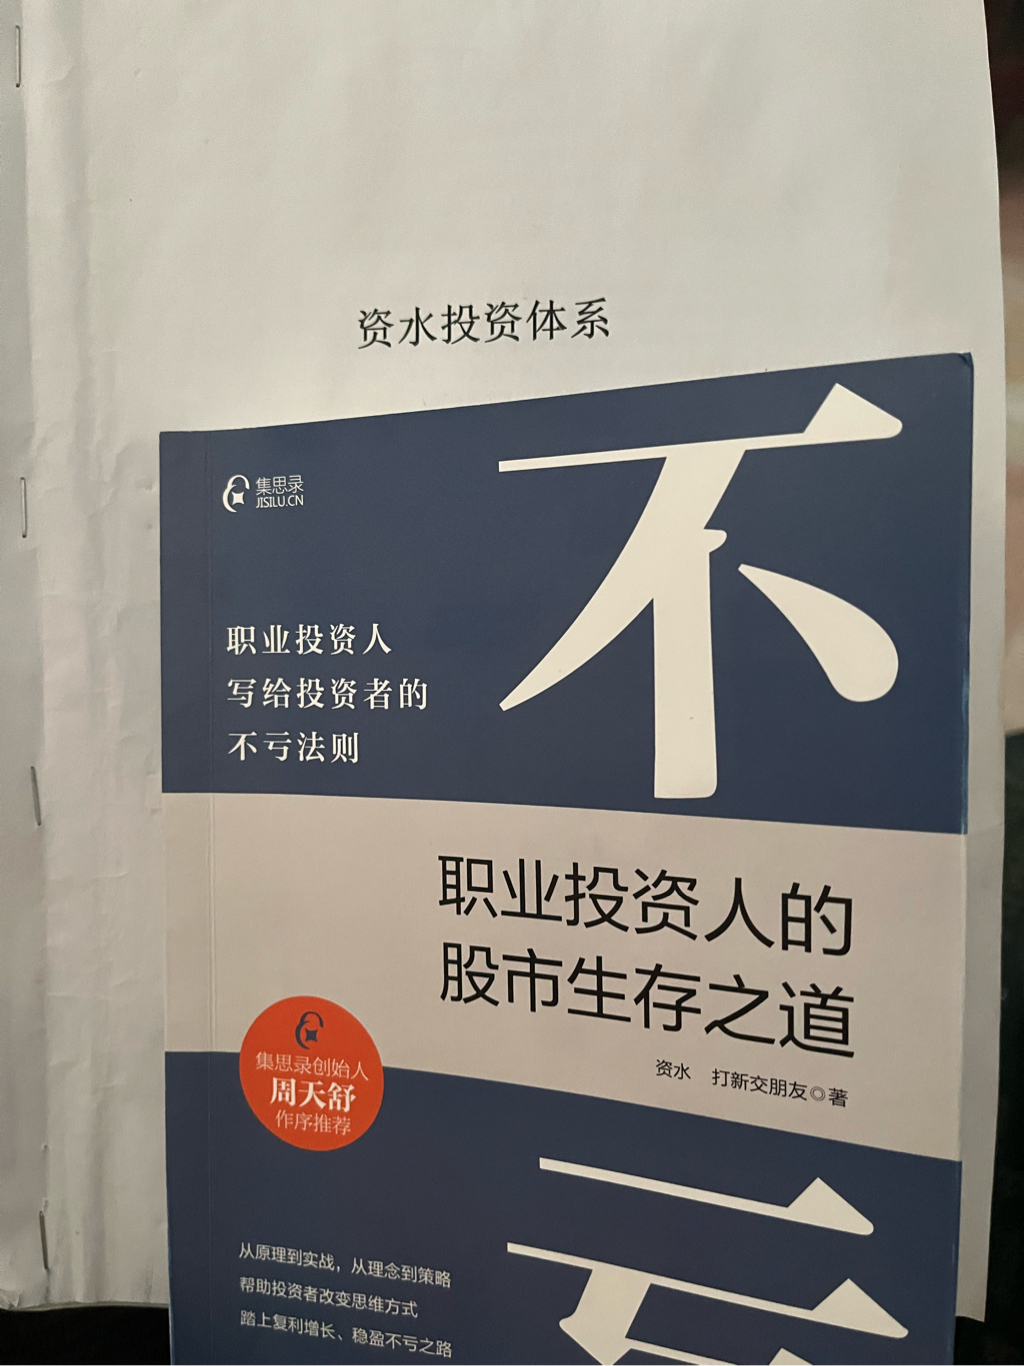 资水投资体系
集思录
JISILU.CN
不
职业投资人
写给投资者的
不亏法则
职业投资人的
股市生存之道
资水 打新交朋友◎著
集思录创始人
周天舒
作序推荐
亏
从原理到实战，从理念到策略
帮助投资者改变思维方式
踏上复利增长、稳盈不亏之路